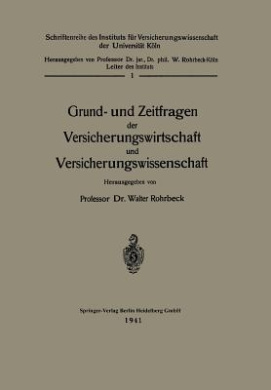 Schriftenreihe des Instituts für Versicherungswissenschaft
der Universität Köln
Herausgegeben von Professor Dr. jur., Dr. phil. W. Rohrbeck-Köln
Leiter des Instituts
1
Grund- und Zeitfragen
der
Versicherungswirtschaft
und
Versicherungswissenschaft
Herausgegeben von
Professor Dr. Walter Rohrbeck
Springer-Verlag Berlin Heidelberg GmbH
1941